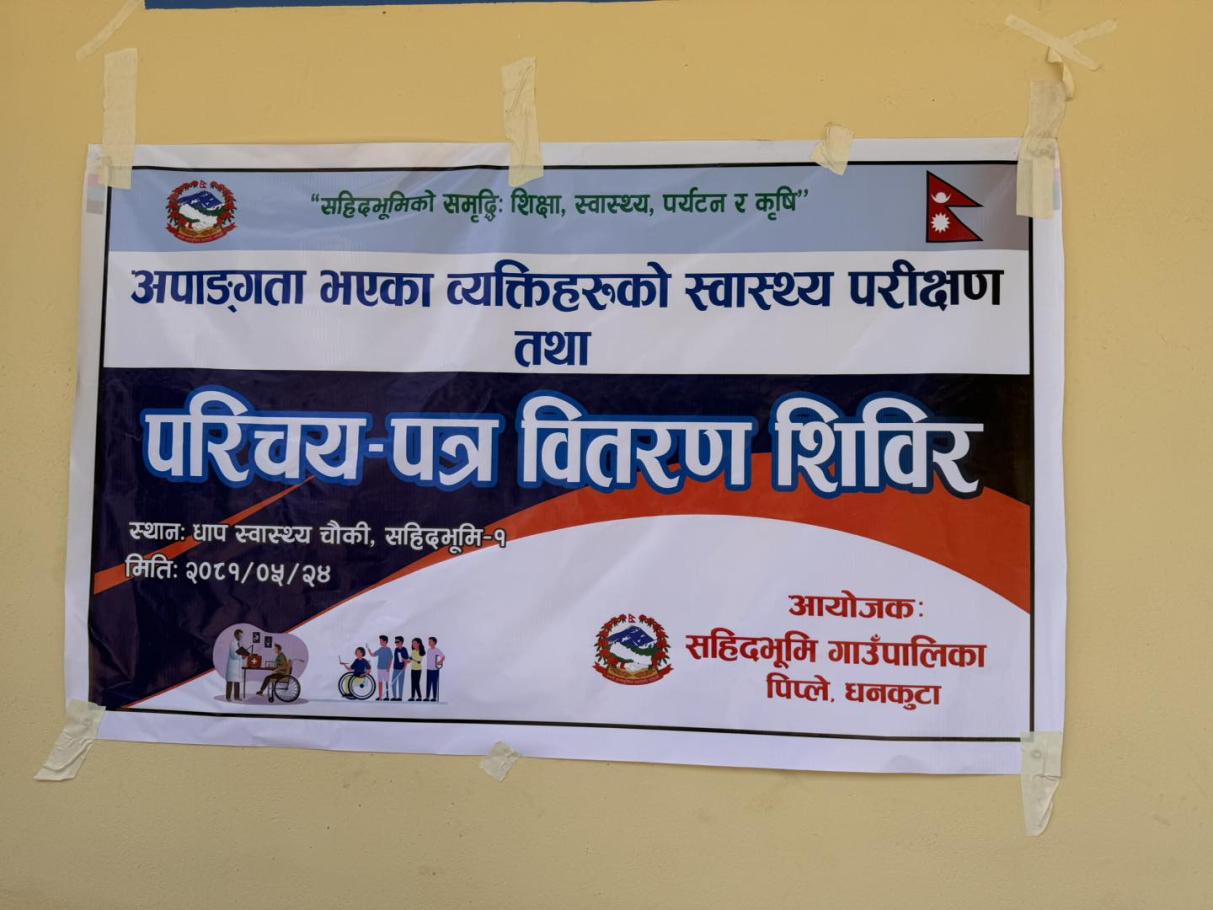 “सहिदभूमिको समृद्धि: शिक्षा, स्वास्थ्य, पर्यटन र कृषि”
अपाङ्गता भएका व्यक्तिहरुको स्वास्थ्य परीक्षण
तथा
परिचय-पत्र वितरण शिविर
स्थान: धाप स्वास्थ्य चौकी, सहिदभूमि-१
मिति: २०८१/०५/२४
आयोजक:
सहिदभूमि गाउँपालिका
पिप्ले, धनकुटा